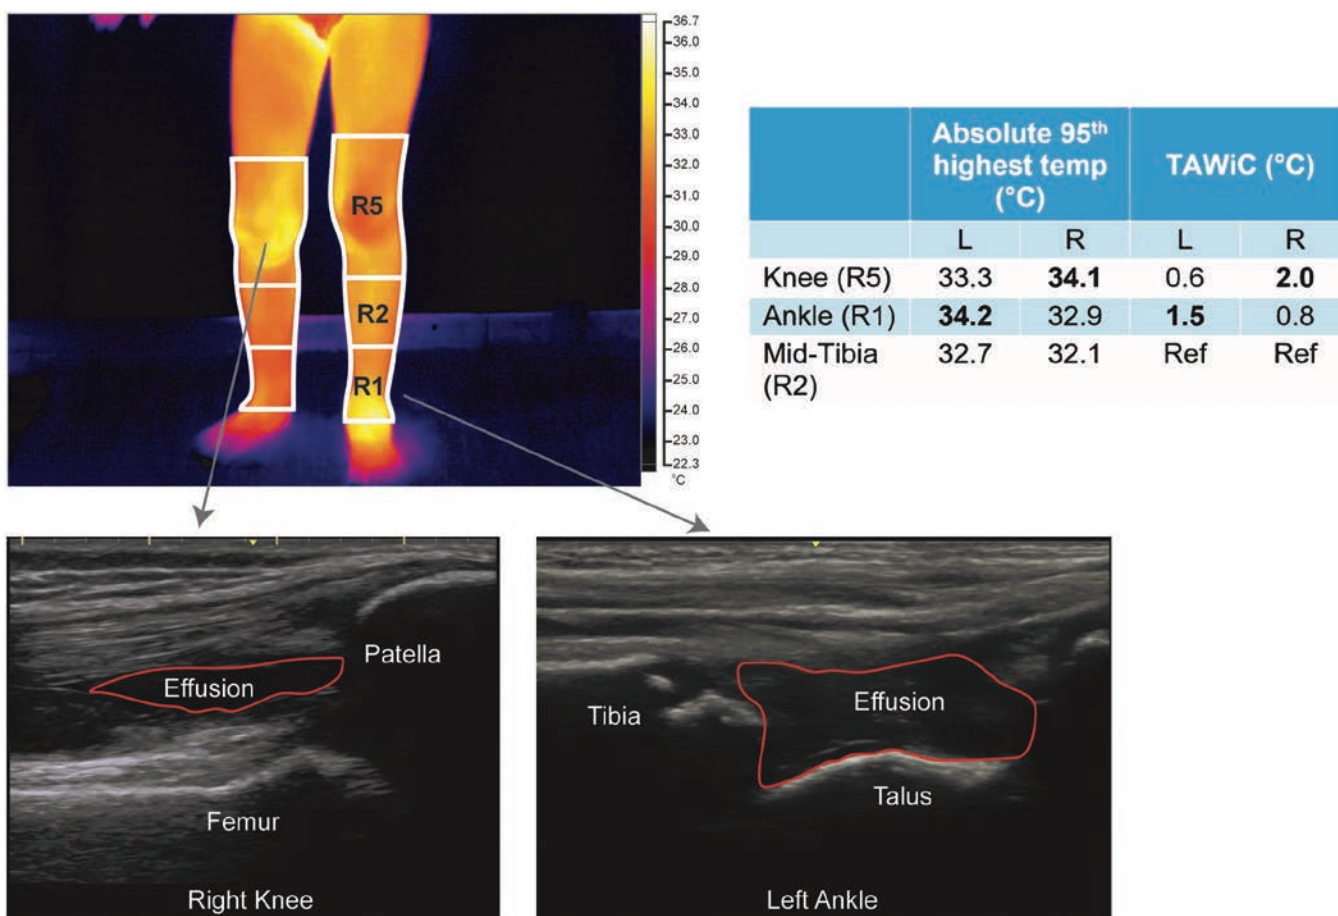 36.7
36.0
35.0
34.0
33.0
32.0
31.0
30.0
29.0
28.0
27.0
26.0
25.0
24.0
23.0
22.3
°C
R5
R2
R1
Absolute 95th highest temp (°C) TAWiC (°C)
L R L R
Knee (R5) 33.3 34.1 0.6 2.0
Ankle (R1) 34.2 32.9 1.5 0.8
Mid-Tibia (R2) 32.7 32.1 Ref Ref
Patella
Effusion
Femur
Right Knee
Tibia
Effusion
Talus
Left Ankle